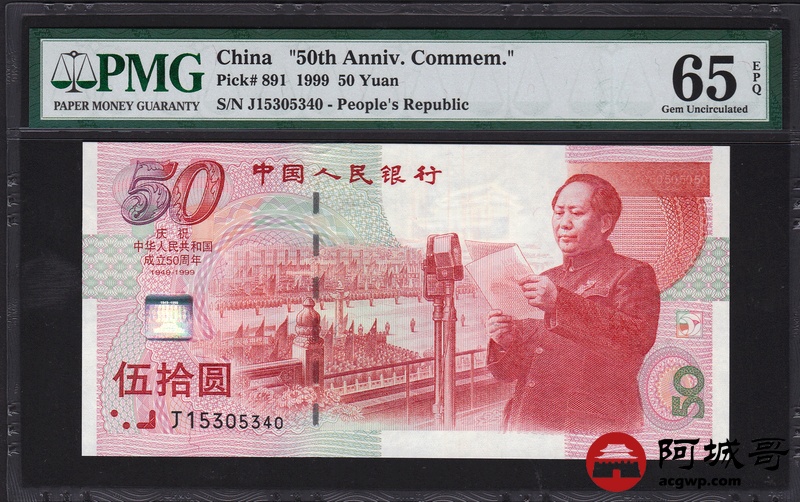 PMG
PAPER MONEY GUARANTY
China "50th Anniv. Commem."
Pick# 891 1999 50 Yuan
S/N J15305340 - People's Republic
65
EPQ
Gem Uncirculated
50
中国人民银行
庆祝
中华人民共和国
成立50周年
1949-1999
伍拾圆
J15305340
50
阿城哥
acgwp.com